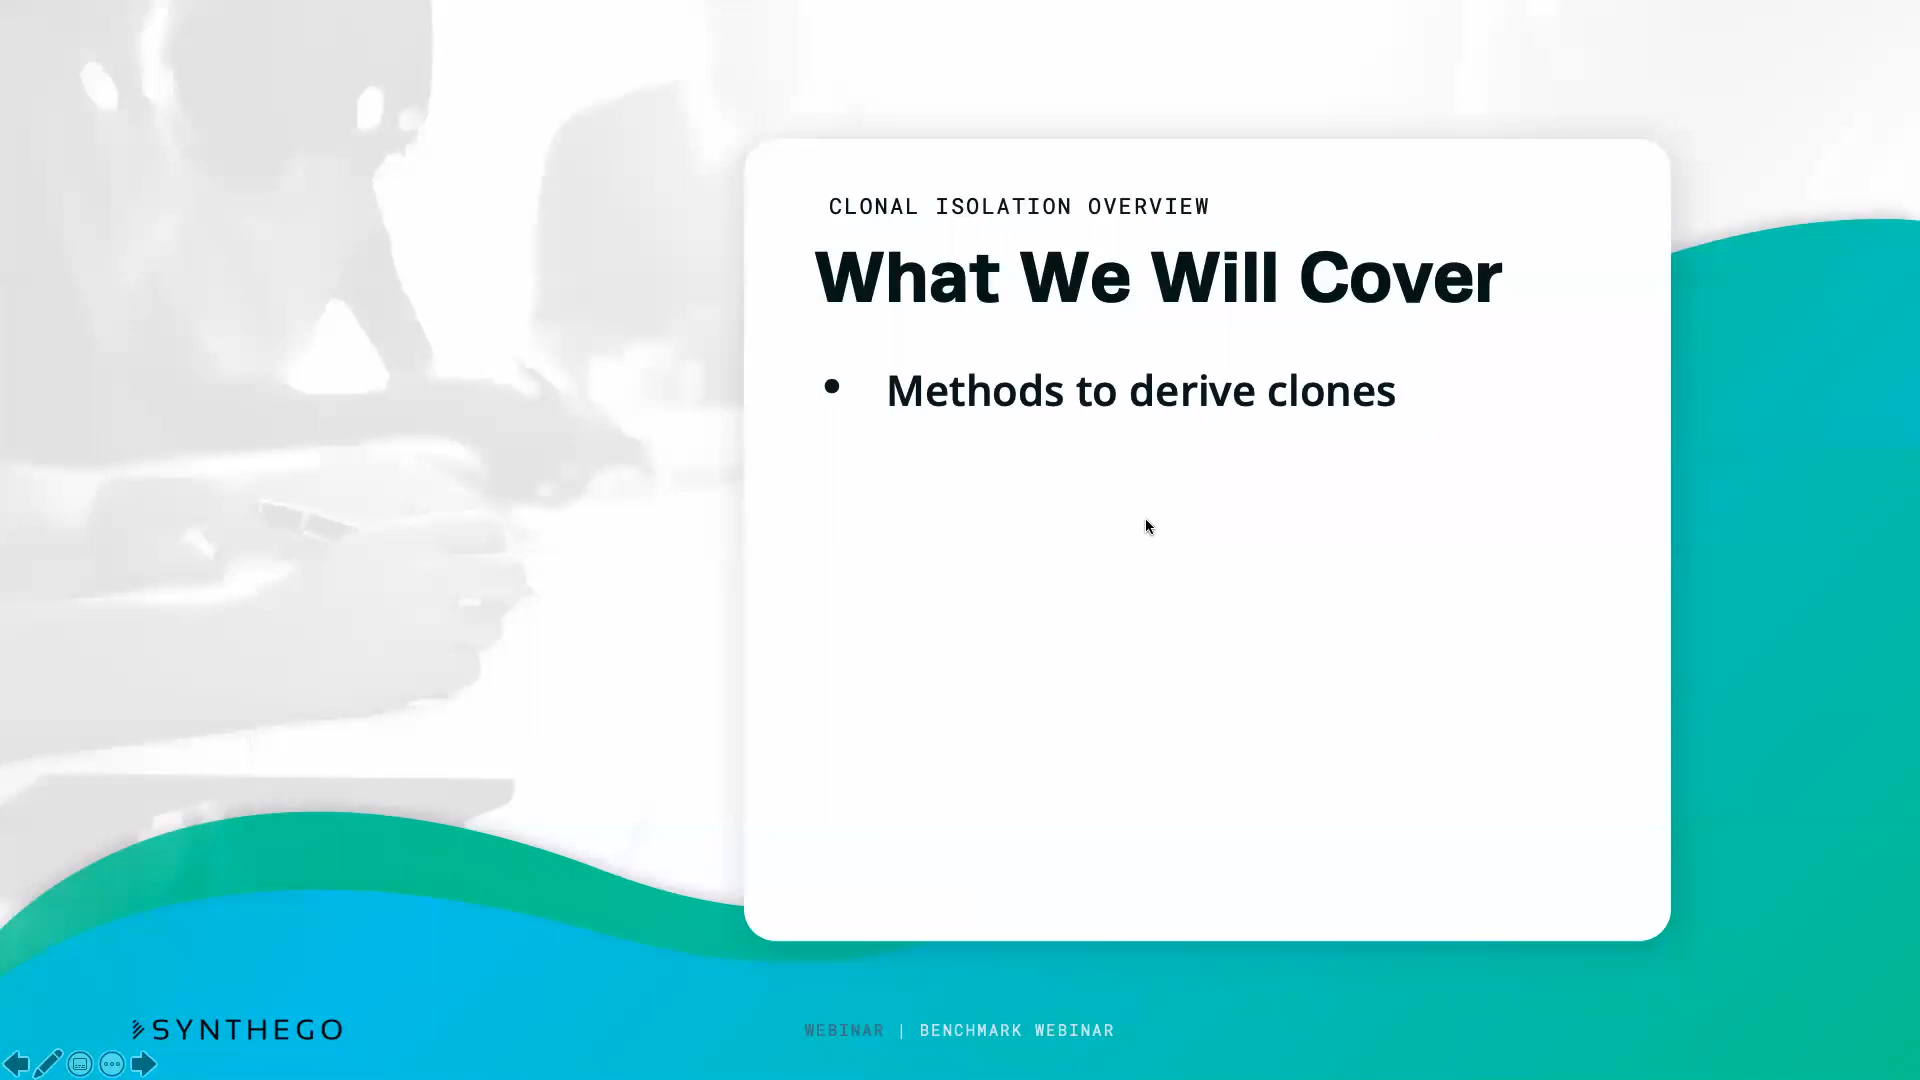 CLONAL ISOLATION OVERVIEW
What We Will Cover
• Methods to derive clones
SYNTHEGO
WEBINAR | BENCHMARK WEBINAR